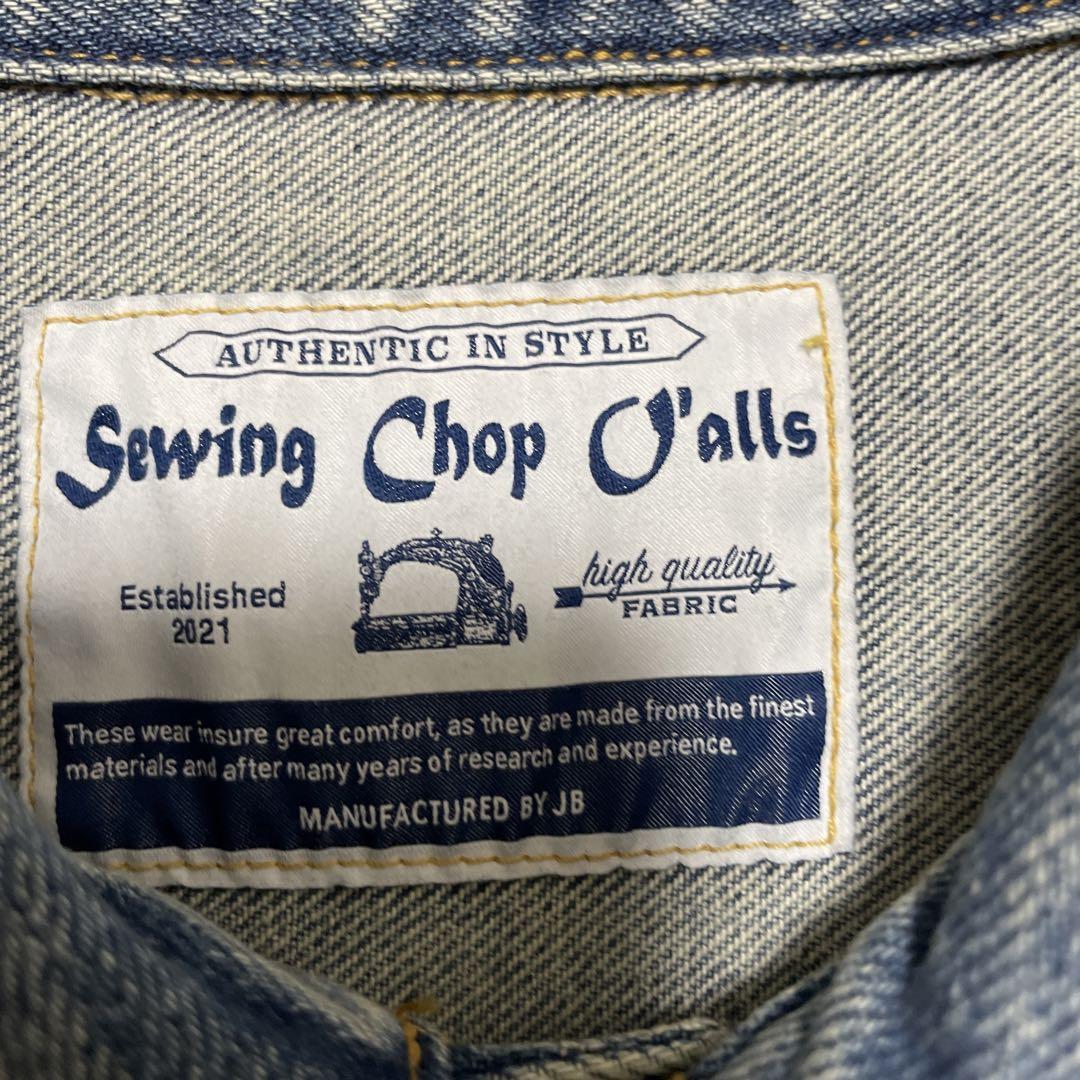 AUTHENTIC IN STYLE
Sewing Chop O'alls
Established
2021
high quality
FABRIC
These wear insure great comfort, as they are made from the finest
materials and after many years of research and experience.
MANUFACTURED BY JB